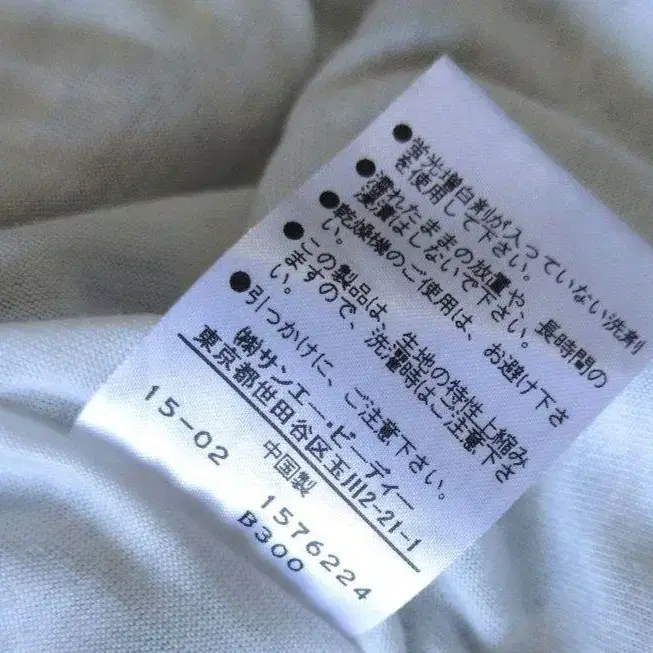 ●蛍光増白剤が入っていない洗剤
を使用して下さい。
●濡れたままの放置や、長時間の
浸漬はしないで下さい。
●乾燥機のご使用は、お避け下さ
い。
●この製品は、生地の特性上縮み
ますので、洗濯時はご注意下さ
い。
●引っかけに、ご注意下さい。
㈱サンエー・ビーディー
東京都世田谷区玉川2-21-1
中国製
15-02 1576224
B300